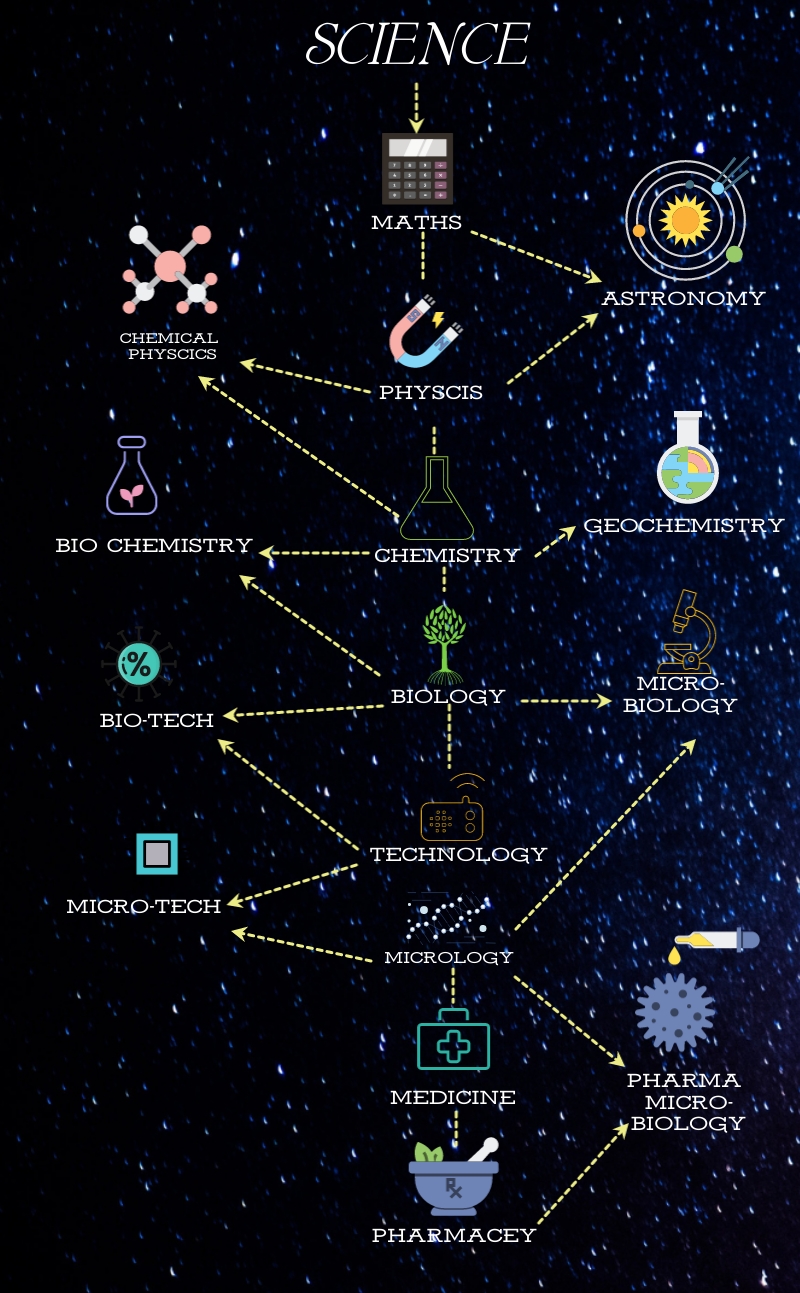 SCIENCE
MATHS
ASTRONOMY
CHEMICAL
PHYSCICS
PHYSCIS
GEOCHEMISTRY
BIO CHEMISTRY
CHEMISTRY
%
MICRO-
BIOLOGY
BIOLOGY
BIO-TECH
TECHNOLOGY
MICRO-TECH
MICROLOGY
PHARMA
MICRO-
BIOLOGY
MEDICINE
RX
PHARMACEY